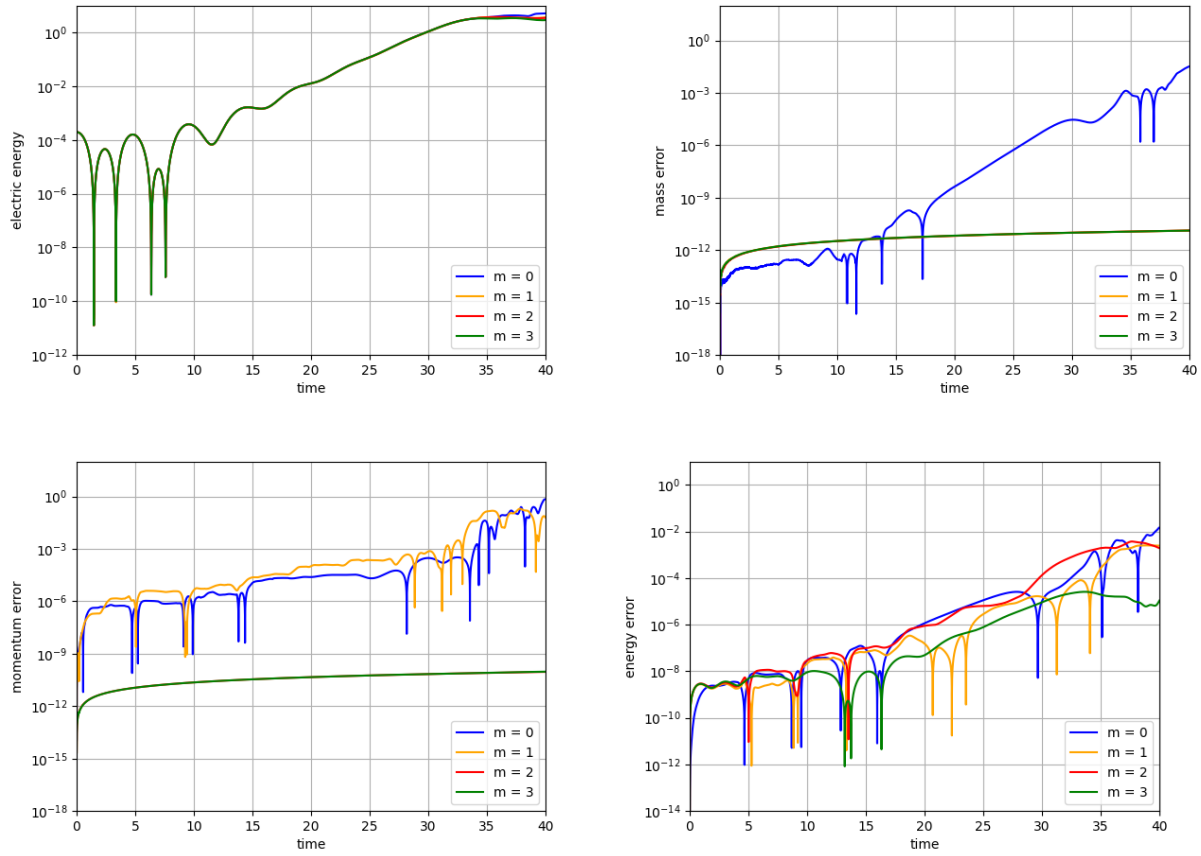 electric energy
10^0
10^-2
10^-4
10^-6
10^-8
10^-10
10^-12
0 5 10 15 20 25 30 35 40
time
m = 0
m = 1
m = 2
m = 3
mass error
10^0
10^-3
10^-6
10^-9
10^-12
10^-15
10^-18
0 5 10 15 20 25 30 35 40
time
m = 0
m = 1
m = 2
m = 3
momentum error
10^0
10^-3
10^-6
10^-9
10^-12
10^-15
10^-18
0 5 10 15 20 25 30 35 40
time
m = 0
m = 1
m = 2
m = 3
energy error
10^0
10^-2
10^-4
10^-6
10^-8
10^-10
10^-12
10^-14
0 5 10 15 20 25 30 35 40
time
m = 0
m = 1
m = 2
m = 3